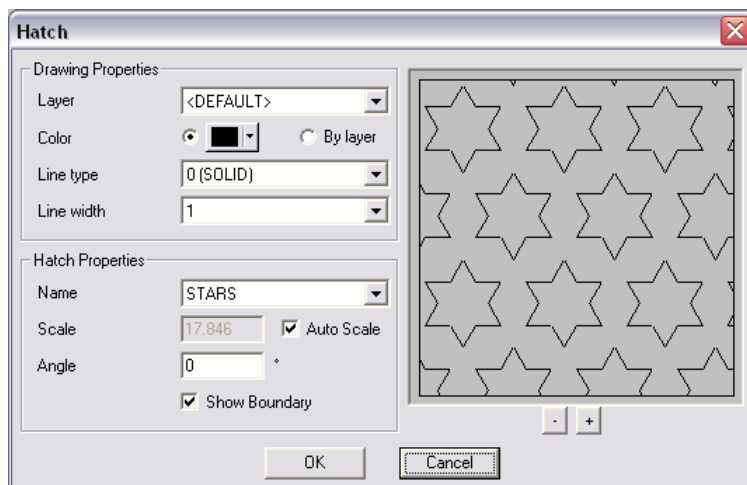 Hatch
Drawing Properties
Layer
<DEFAULT>
Color
By layer
Line type
0 (SOLID)
Line width
1
Hatch Properties
Name
STARS
Scale
17.846
Auto Scale
Angle
0
°
Show Boundary
- +
OK
Cancel